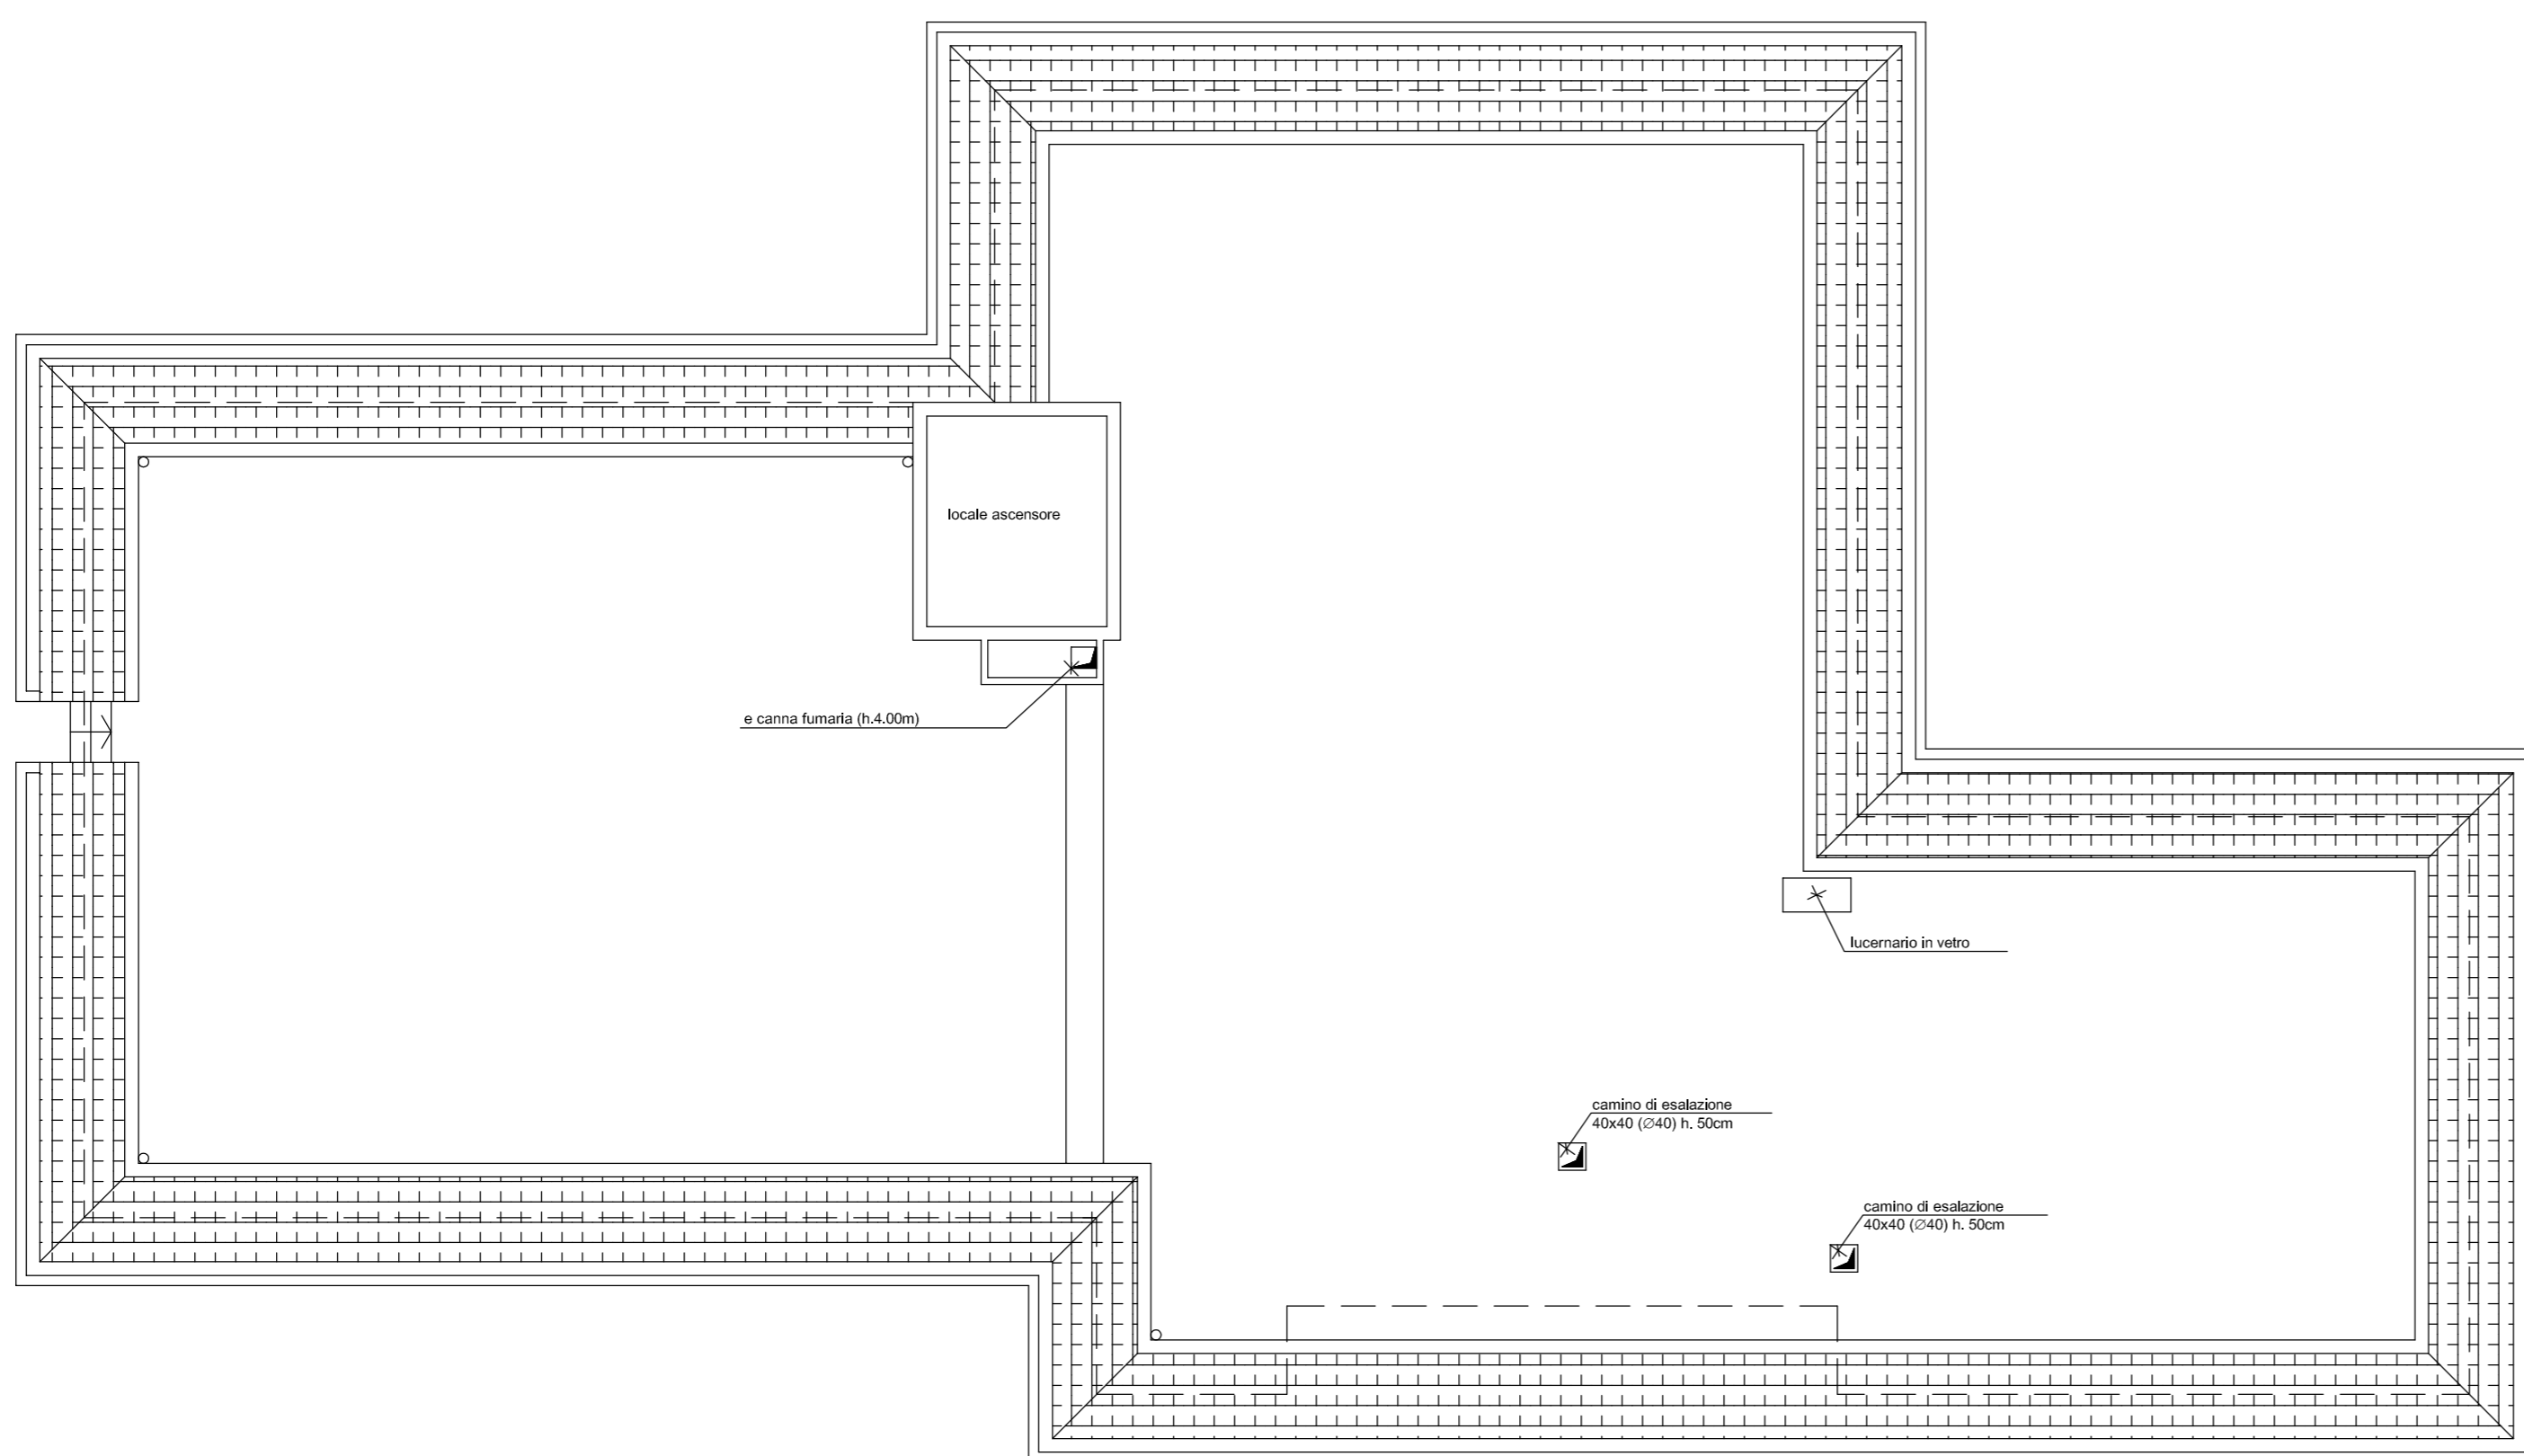 locale ascensore
e canna fumaria (h.4.00m)
lucernario in vetro
camino di esalazione
40x40 (∅40) h. 50cm
camino di esalazione
40x40 (∅40) h. 50cm